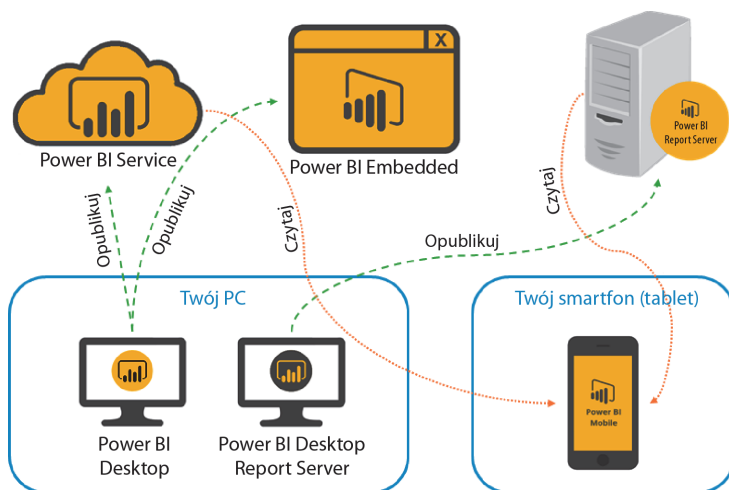 X
Power BI Service
Power BI Embedded
Power BI
Report Server
Opublikuj
Opublikuj
Czytaj
Opublikuj
Czytaj
Twój PC
Twój smartfon (tablet)
Power BI
Desktop
Power BI Desktop
Report Server
Power BI
Mobile